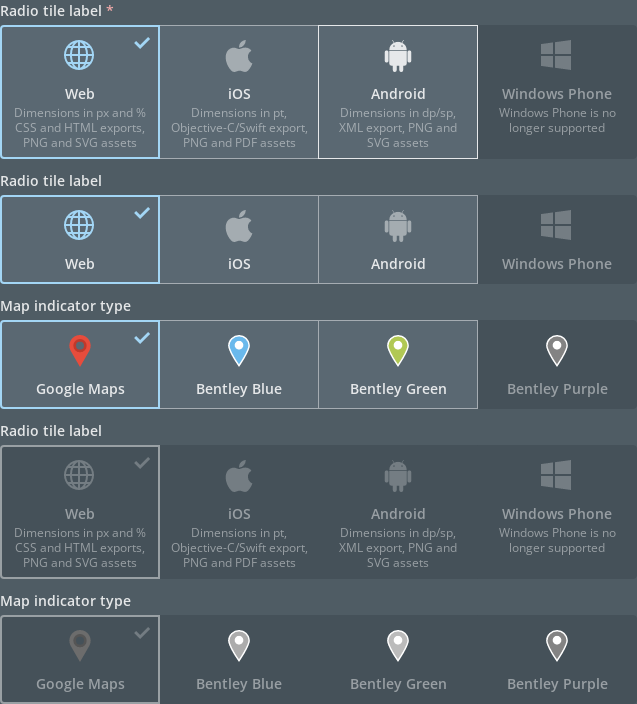 Radio tile label *
Web
iOS
Android
Windows Phone
Dimensions in px and %
CSS and HTML exports,
PNG and SVG assets
Dimensions in pt,
Objective-C/Swift export,
PNG and PDF assets
Dimensions in dp/sp,
XML export, PNG and
SVG assets
Windows Phone is no
longer supported
Radio tile label
Web
iOS
Android
Windows Phone
Map indicator type
Google Maps
Bentley Blue
Bentley Green
Bentley Purple
Radio tile label
Web
iOS
Android
Windows Phone
Dimensions in px and %
CSS and HTML exports,
PNG and SVG assets
Dimensions in pt,
Objective-C/Swift export,
PNG and PDF assets
Dimensions in dp/sp,
XML export, PNG and
SVG assets
Windows Phone is no
longer supported
Map indicator type
Google Maps
Bentley Blue
Bentley Green
Bentley Purple